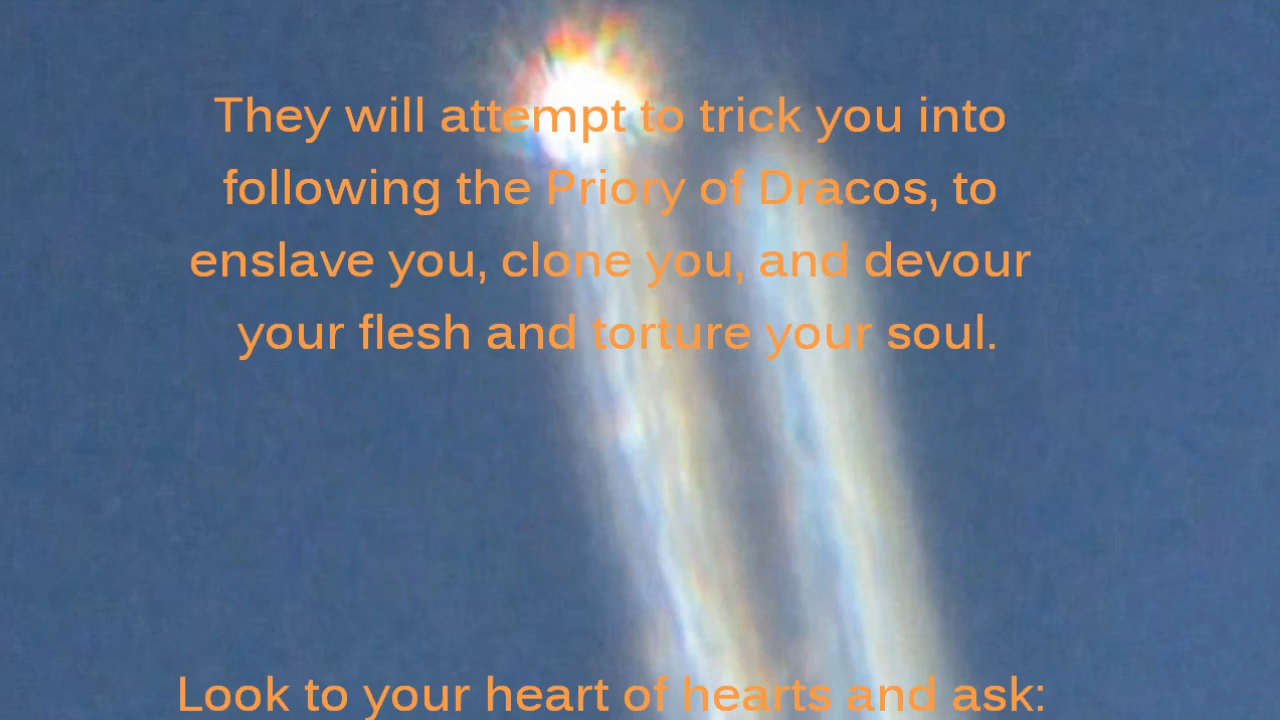 They will attempt to trick you into
following the Priory of Dracos, to
enslave you, clone you, and devour
your flesh and torture your soul.
Look to your heart of hearts and ask: